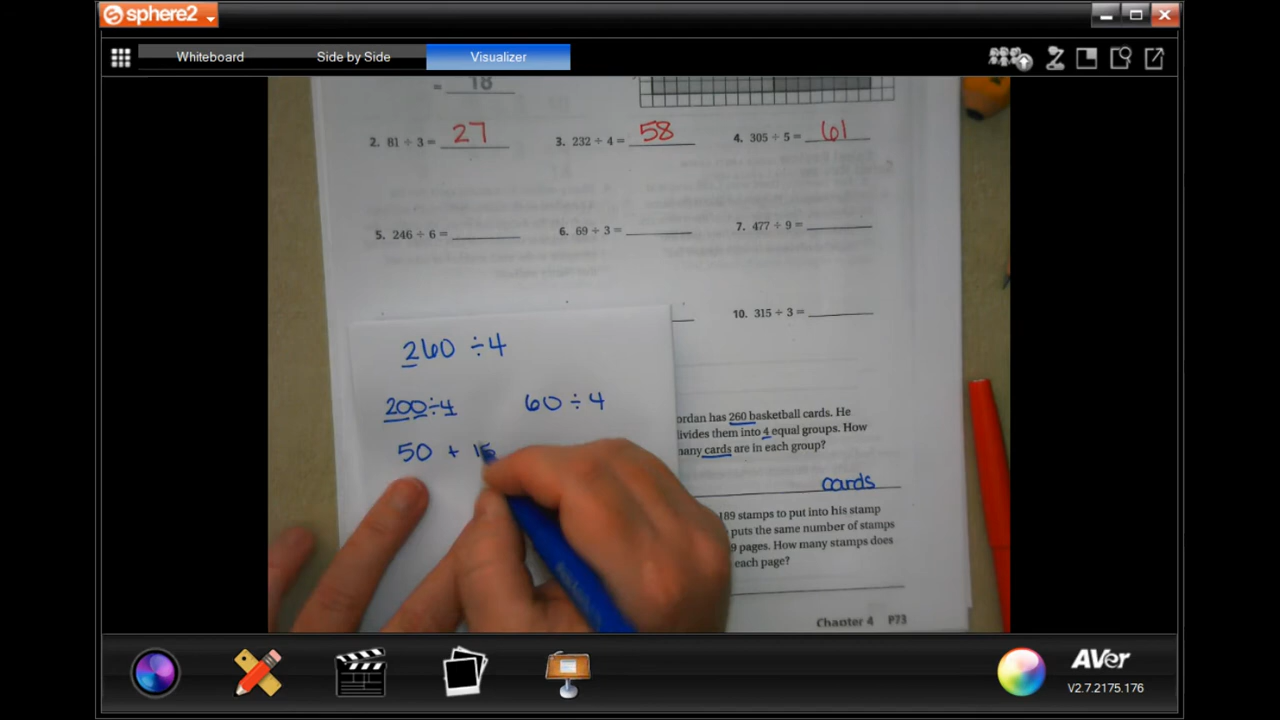 sphere2
Whiteboard Side by Side Visualizer
= 18
2. 81 ÷ 3 = 27 3. 232 ÷ 4 = 58 4. 305 ÷ 5 = 61
5. 246 ÷ 6 = 6. 69 ÷ 3 = 7. 477 ÷ 9 =
10. 315 ÷ 3 =
260 ÷ 4
200 ÷ 4 60 ÷ 4
50 + 15
ordan has 260 basketball cards. He
ivides them into 4 equal groups. How
nany cards are in each group?
cards
189 stamps to put into his stamp
puts the same number of stamps
9 pages. How many stamps does
each page?
Chapter 4 P73
AVer
V2.7.2175.176